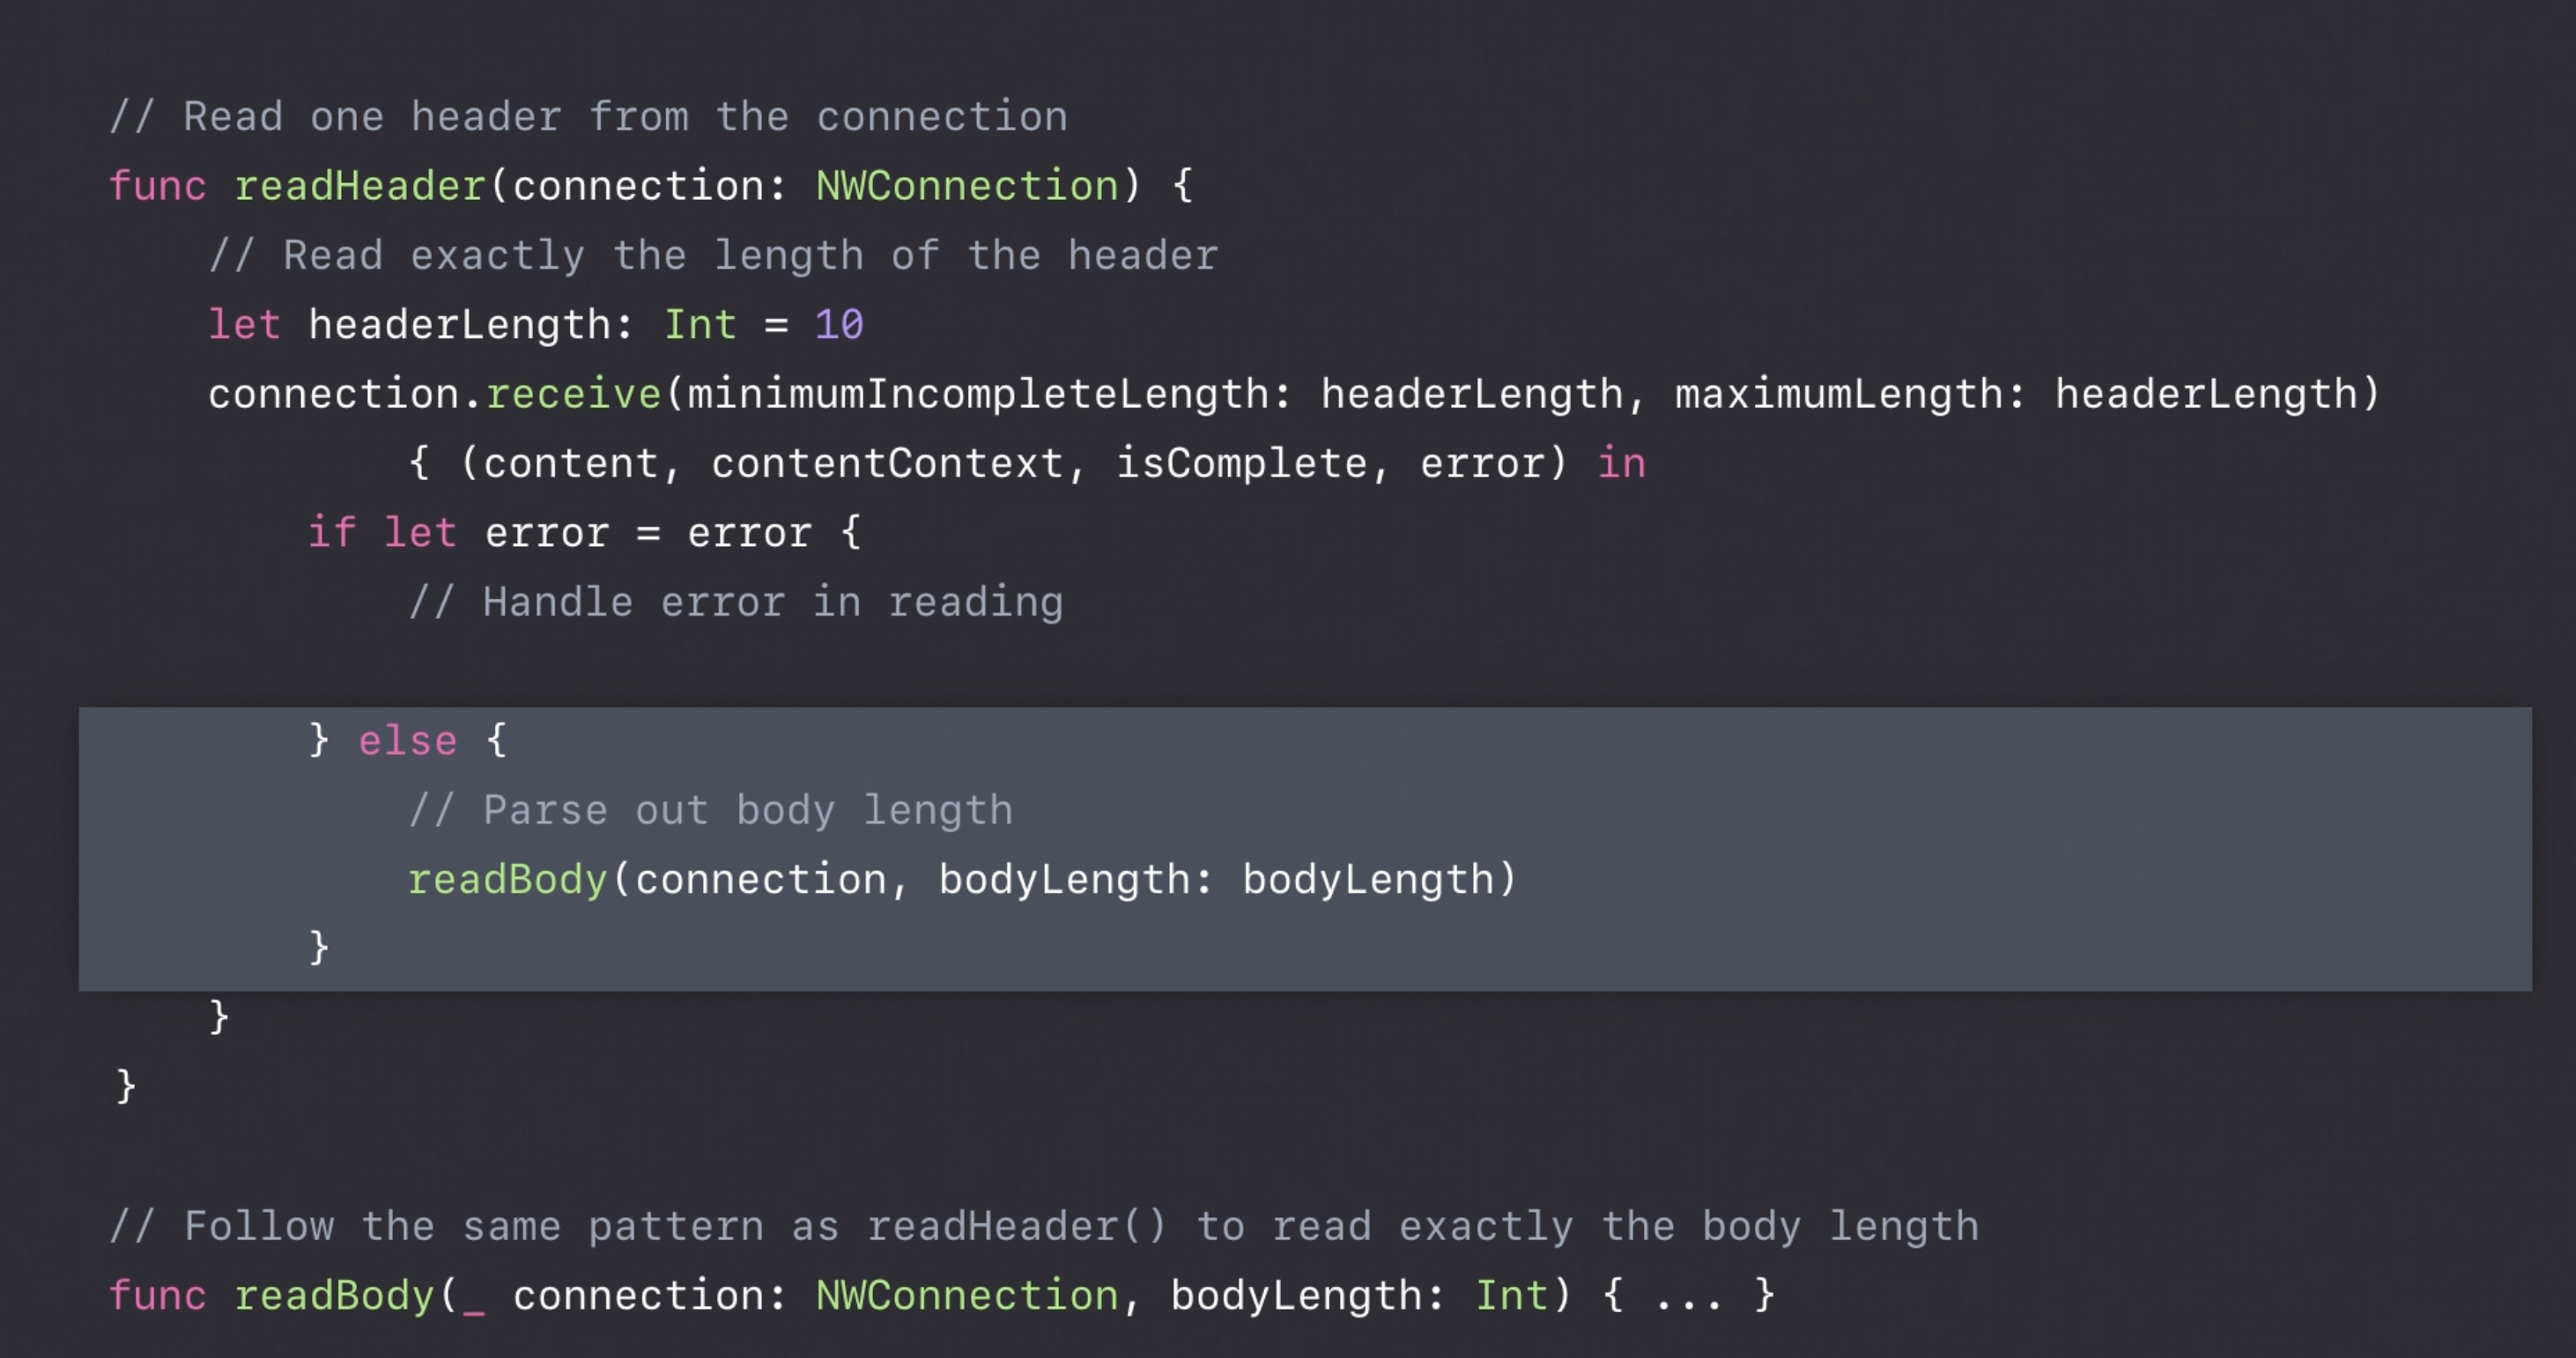 // Read one header from the connection
func readHeader(connection: NWConnection) {
    // Read exactly the length of the header
    let headerLength: Int = 10
    connection.receive(minimumIncompleteLength: headerLength, maximumLength: headerLength)
            { (content, contentContext, isComplete, error) in
        if let error = error {
            // Handle error in reading
        } else {
            // Parse out body length
            readBody(connection, bodyLength: bodyLength)
        }
    }
}
// Follow the same pattern as readHeader() to read exactly the body length
func readBody(_ connection: NWConnection, bodyLength: Int) { ... }